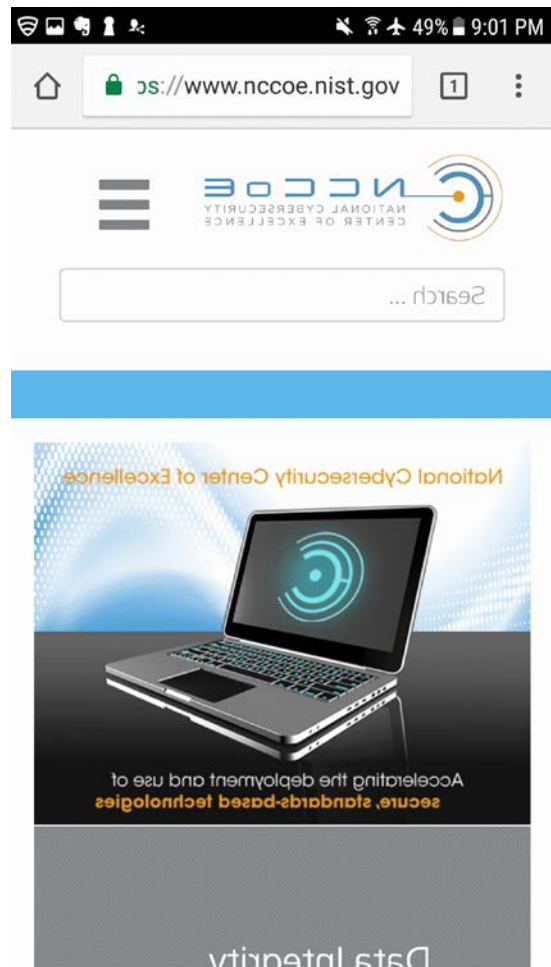 49% 9:01 PM
ps://www.nccoe.nist.gov 1
NCCoE
NATIONAL CYBERSECURITY
CENTER OF EXCELLENCE
Search ...
National Cybersecurity Center of Excellence
Accelerating the deployment and use of
secure, standards-based technologies
Data Integrity